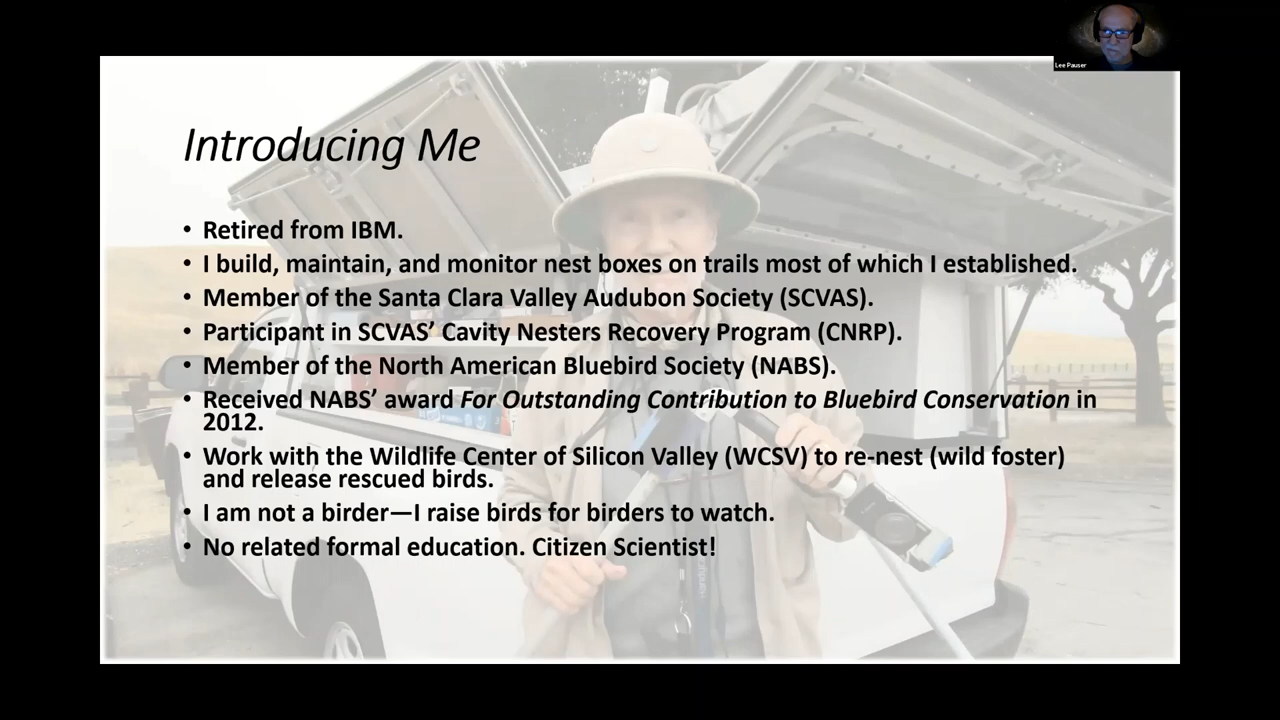 Lee Pauser
Introducing Me
• Retired from IBM.
• I build, maintain, and monitor nest boxes on trails most of which I established.
• Member of the Santa Clara Valley Audubon Society (SCVAS).
• Participant in SCVAS’ Cavity Nesters Recovery Program (CNRP).
• Member of the North American Bluebird Society (NABS).
• Received NABS’ award For Outstanding Contribution to Bluebird Conservation in
2012.
• Work with the Wildlife Center of Silicon Valley (WCSV) to re-nest (wild foster)
and release rescued birds.
• I am not a birder—I raise birds for birders to watch.
• No related formal education. Citizen Scientist!